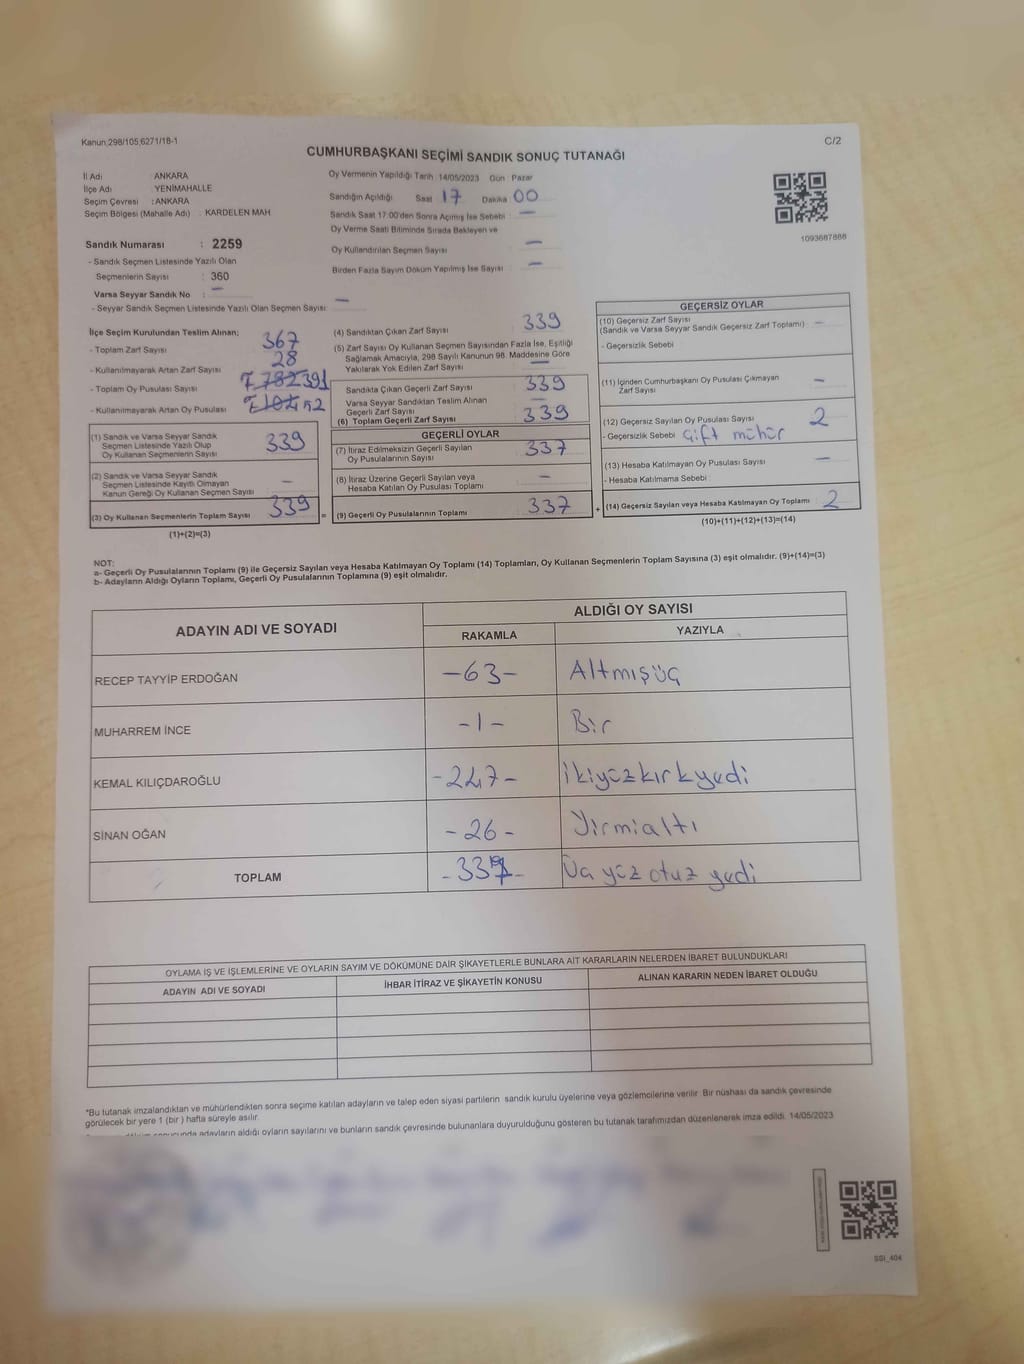 Kanun;298/105;6271/18-1
C/2
CUMHURBAŞKANI SEÇİMİ SANDIK SONUÇ TUTANAĞI
İl Adı : ANKARA
İlçe Adı : YENİMAHALLE
Seçim Çevresi : ANKARA
Seçim Bölgesi (Mahalle Adı) : KARDELEN MAH
Sandık Numarası : 2259
- Sandık Seçmen Listesinde Yazılı Olan
Seçmenlerin Sayısı : 360
Varsa Seyyar Sandık No : —
- Seyyar Sandık Seçmen Listesinde Yazılı Olan Seçmen Sayısı: —
Oy Vermenin Yapıldığı Tarih :14/05/2023 Gün Pazar
Sandığın Açıldığı Saat 17 Dakika 00
Sandık Saat 17:00'den Sonra Açımış İse Sebebi : —
Oy Verme Saati Bitiminde Sırada Bekleyen ve
Oy Kullandırılan Seçmen Sayısı —
Birden Fazla Sayım Döküm Yapılmış İse Sayısı —
1093687888
İlçe Seçim Kurulundan Teslim Alınan;
- Toplam Zarf Sayısı 367
- Kullanılmayarak Artan Zarf Sayısı 28
- Toplam Oy Pusulası Sayısı 391
- Kullanılmayarak Artan Oy Pusulası 52
(1) Sandık ve Varsa Seyyar Sandık
Seçmen Listesinde Yazılı Olup
Oy Kullanan Seçmenlerin Sayısı 339
(2) Sandık ve Varsa Seyyar Sandık
Seçmen Listesinde Kayıtlı Olmayan
Kanun Gereği Oy Kullanan Seçmen Sayısı —
(3) Oy Kullanan Seçmenlerin Toplam Sayısı 339 =
(1)+(2)=(3)
(4) Sandıktan Çıkan Zarf Sayısı 339
(5) Zarf Sayısı Oy Kullanan Seçmen Sayısından Fazla İse, Eşitliği
Sağlamak Amacıyla, 298 Sayılı Kanunun 98. Maddesine Göre
Yakılarak Yok Edilen Zarf Sayısı —
Sandıkta Çıkan Geçerli Zarf Sayısı 339
Varsa Seyyar Sandıktan Teslim Alınan
Geçerli Zarf Sayısı —
(6) Toplam Geçerli Zarf Sayısı 339
GEÇERLİ OYLAR
(7) İtiraz Edilmeksizin Geçerli Sayılan
Oy Pusulalarının Sayısı 337
(8) İtiraz Üzerine Geçerli Sayılan veya
Hesaba Katılan Oy Pusulası Toplamı —
(9) Geçerli Oy Pusulalarının Toplamı 337 +
GEÇERSİZ OYLAR
(10) Geçersiz Zarf Sayısı
(Sandık ve Varsa Seyyar Sandık Geçersiz Zarf Toplamı) —
- Geçersizlik Sebebi :
(11) İçinden Cumhurbaşkanı Oy Pusulası Çıkmayan
Zarf Sayısı —
(12) Geçersiz Sayılan Oy Pusulası Sayısı 2
- Geçersizlik Sebebi Çift mühür
(13) Hesaba Katılmayan Oy Pusulası Sayısı —
- Hesaba Katılmama Sebebi :
(14) Geçersiz Sayılan veya Hesaba Katılmayan Oy Toplamı 2
(10)+(11)+(12)+(13)=(14)
NOT:
a- Geçerli Oy Pusulalarının Toplamı (9) ile Geçersiz Sayılan veya Hesaba Katılmayan Oy Toplamı (14) Toplamları, Oy Kullanan Seçmenlerin Toplam Sayısına (3) eşit olmalıdır. (9)+(14)=(3)
b- Adayların Aldığı Oyların Toplamı, Geçerli Oy Pusulalarının Toplamına (9) eşit olmalıdır.
ADAYIN ADI VE SOYADI
ALDIĞI OY SAYISI
RAKAMLA YAZIYLA
RECEP TAYYİP ERDOĞAN -63- Altmışüç
MUHARREM İNCE -1- Bir
KEMAL KILIÇDAROĞLU -247- ikiyüzkırkyedi
SİNAN OĞAN -26- Yirmialtı
TOPLAM -337- Üç yüz otuz yedi
OYLAMA İŞ VE İŞLEMLERİNE VE OYLARIN SAYIM VE DÖKÜMÜNE DAİR ŞİKAYETLERLE BUNLARA AİT KARARLARIN NELERDEN İBARET BULUNDUKLARI
ADAYIN ADI VE SOYADI İHBAR İTİRAZ VE ŞİKAYETİN KONUSU ALINAN KARARIN NEDEN İBARET OLDUĞU
*Bu tutanak imzalandıktan ve mühürlendikten sonra seçime katılan adayların ve talep eden siyasi partilerin sandık kurulu üyelerine veya gözlemcilerine verilir. Bir nüshası da sandık çevresinde
görülecek bir yere 1 (bir ) hafta süreyle asılır.
sonucunda adayların aldığı oyların sayılarını ve bunların sandık çevresinde bulunanlara duyurulduğunu gösteren bu tutanak tarafımızdan düzenlenerek imza edildi. 14/05/2023
SSI_404